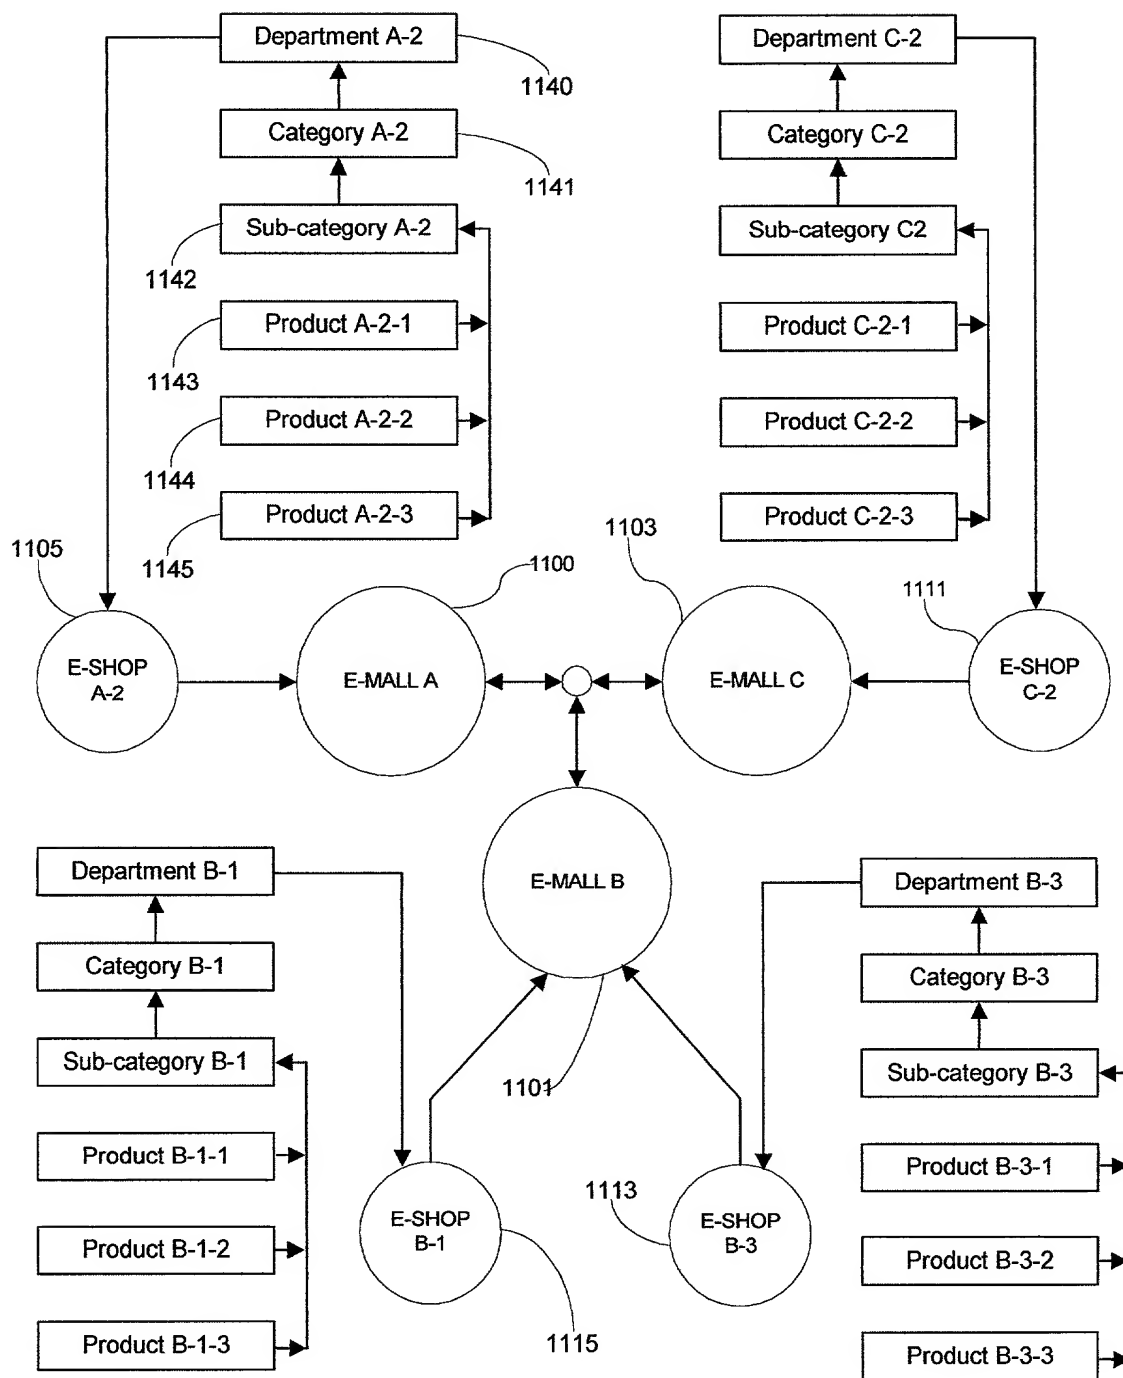 Department A-2
1140
Category A-2
1141
Sub-category A-2
1142
Product A-2-1
1143
Product A-2-2
1144
Product A-2-3
1145
Department C-2
Category C-2
Sub-category C2
Product C-2-1
Product C-2-2
Product C-2-3
1105
1100
1103
1111
E-SHOP
A-2
E-MALL A
E-MALL C
E-SHOP
C-2
E-MALL B
1101
Department B-1
Category B-1
Sub-category B-1
Product B-1-1
Product B-1-2
Product B-1-3
E-SHOP
B-1
1115
1113
E-SHOP
B-3
Department B-3
Category B-3
Sub-category B-3
Product B-3-1
Product B-3-2
Product B-3-3